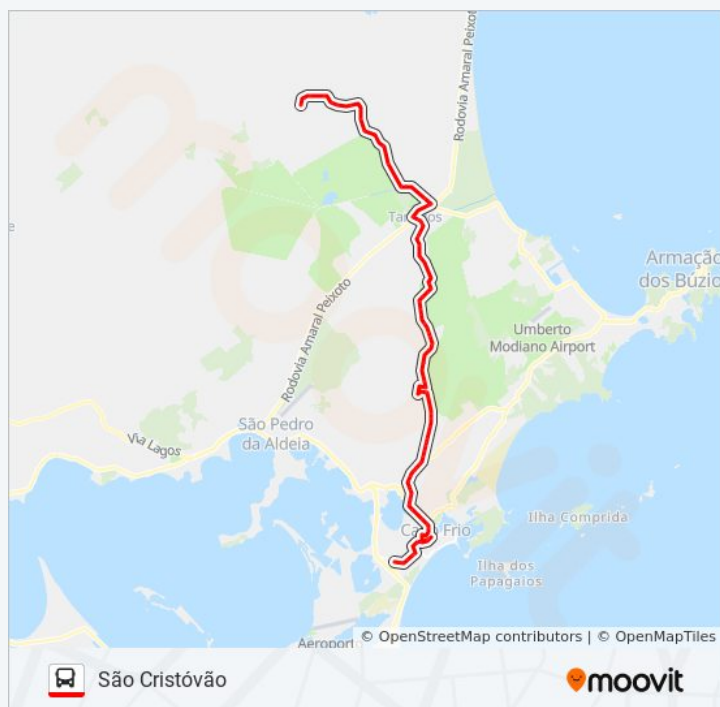 Rodovia Amaral Peixoto
Armação
dos Búzio
Umberto
Modiano Airport
Rodovia Amaral Peixoto
São Pedro
da Aldeia
Via Lagos
Ilha Comprida
Ilha dos
Papagaios
Aeroporto
© OpenStreetMap contributors | © OpenMapTiles
São Cristóvão
moovit